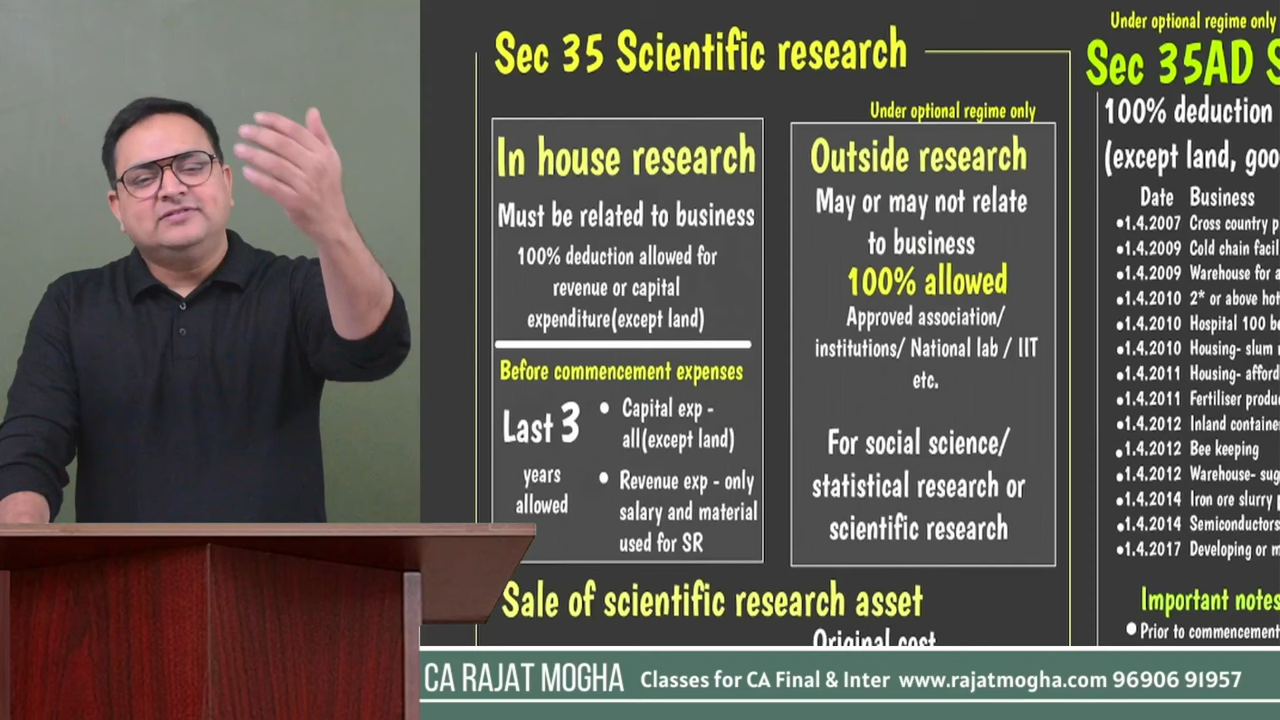 Sec 35 Scientific research
Under optional regime only
In house research
Must be related to business
100% deduction allowed for
revenue or capital
expenditure(except land)
Before commencement expenses
Last 3
years
allowed
• Capital exp -
all(except land)
• Revenue exp - only
salary and material
used for SR
Outside research
May or may not relate
to business
100% allowed
Approved association/
institutions/ National lab / IIT
etc.
For social science/
statistical research or
scientific research
Sale of scientific research asset
Original cost
Under optional regime only
Sec 35AD S
100% deduction
(except land, goo
Date Business
•1.4.2007 Cross country p
•1.4.2009 Cold chain facil
•1.4.2009 Warehouse for a
•1.4.2010 2* or above hot
•1.4.2010 Hospital 100 b
•1.4.2010 Housing- slum
•1.4.2011 Housing- afford
•1.4.2011 Fertiliser produ
•1.4.2012 Inland containe
•1.4.2012 Bee keeping
•1.4.2012 Warehouse- sug
•1.4.2014 Iron ore slurry
•1.4.2014 Semiconductors
•1.4.2017 Developing or m
Important notes
• Prior to commencement
CA RAJAT MOGHA Classes for CA Final & Inter www.rajatmogha.com 96906 91957